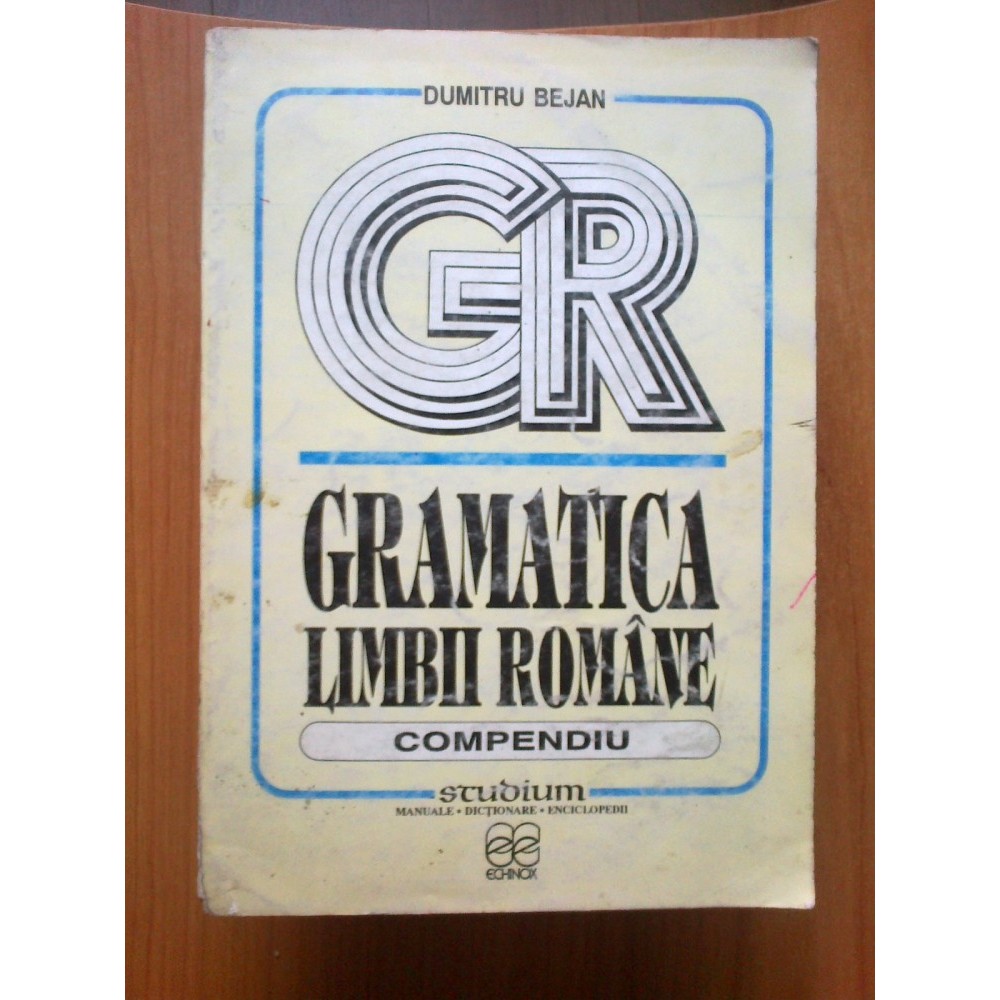 DUMITRU BEJAN
GR
GRAMATICA
LIMBII ROMÂNE
COMPENDIU
studium
MANUALE • DICȚIONARE • ENCICLOPEDII
ECHINOX